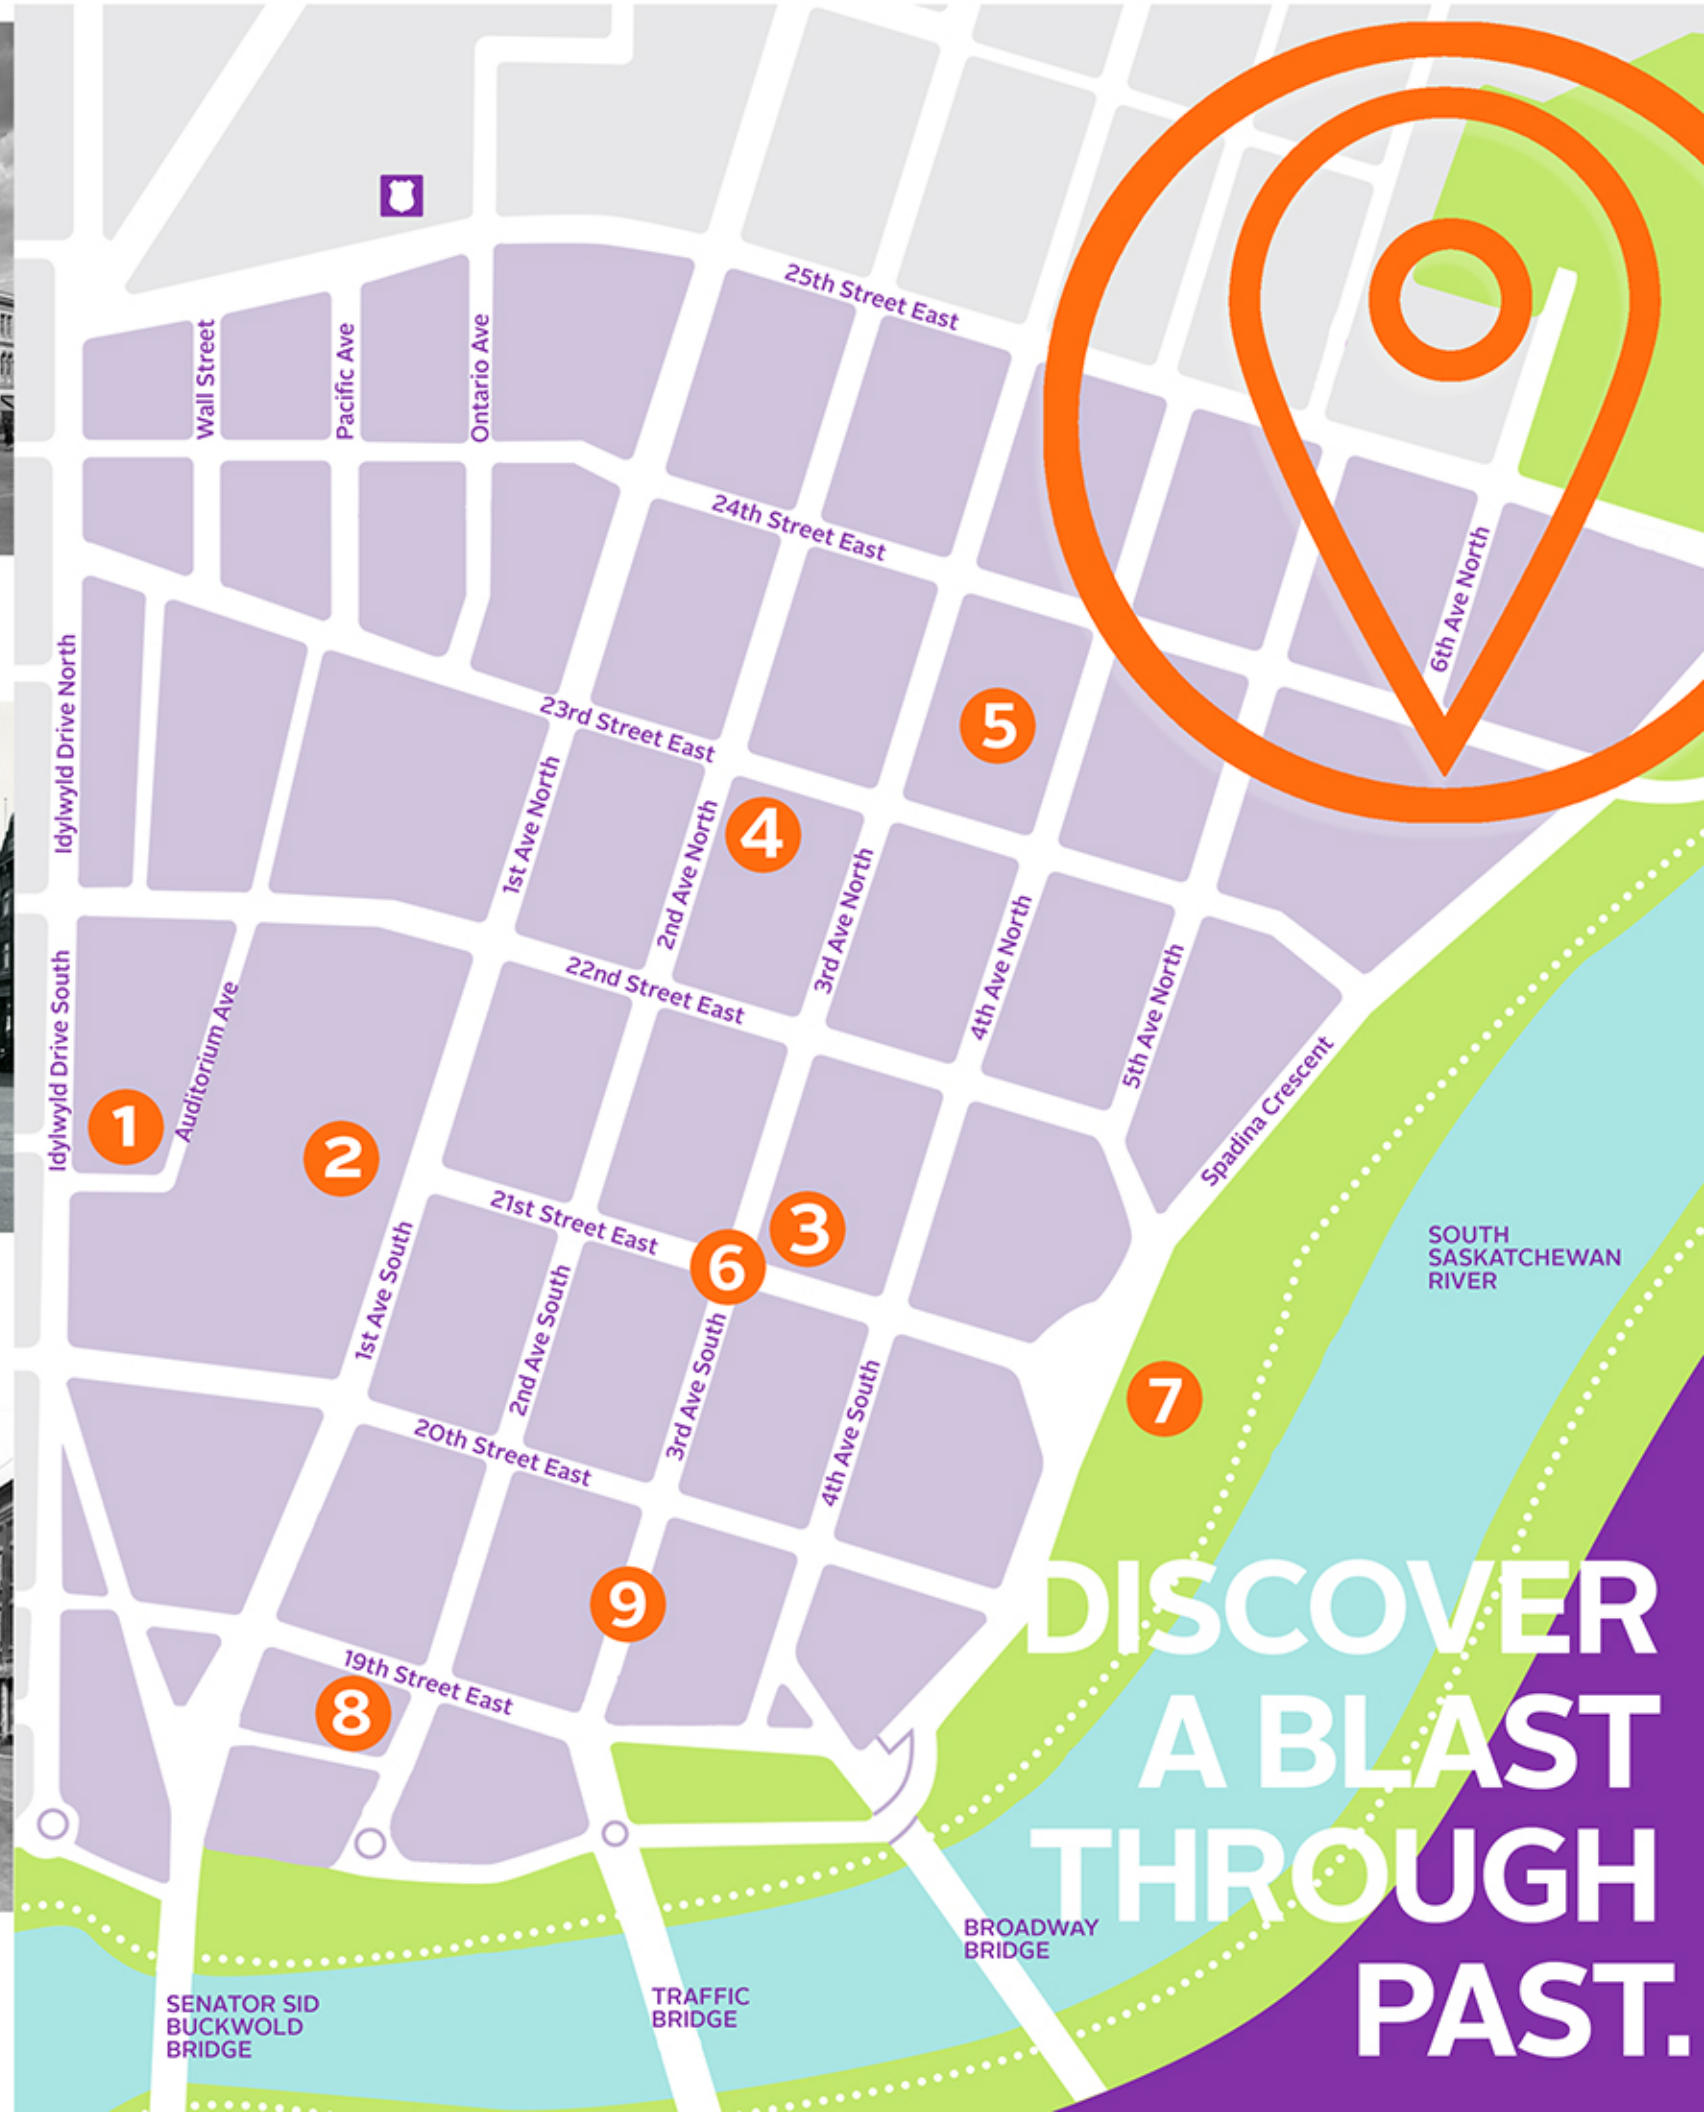 25th Street East
Wall Street
Pacific Ave
Ontario Ave
24th Street East
6th Ave North
Idylwyld Drive North
23rd Street East
5
1st Ave North
2nd Ave North
4
3rd Ave North
4th Ave North
5th Ave North
22nd Street East
Idylwyld Drive South
Auditorium Ave
1
2
Spadina Crescent
21st Street East
3
6
SOUTH
SASKATCHEWAN
RIVER
1st Ave South
2nd Ave South
3rd Ave South
4th Ave South
7
20th Street East
9
19th Street East
8
DISCOVER
A BLAST
THROUGH
PAST.
BROADWAY
BRIDGE
TRAFFIC
BRIDGE
SENATOR SID
BUCKWOLD
BRIDGE